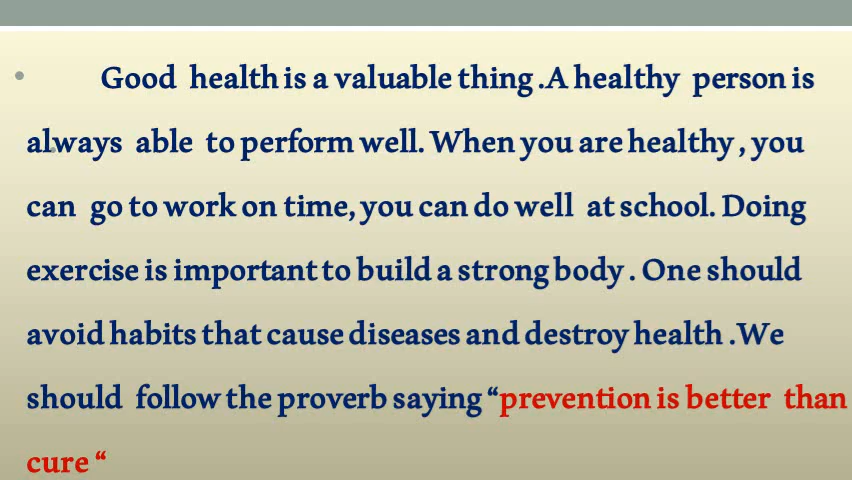 • Good health is a valuable thing .A healthy person is
always able to perform well. When you are healthy , you
can go to work on time, you can do well at school. Doing
exercise is important to build a strong body . One should
avoid habits that cause diseases and destroy health .We
should follow the proverb saying “prevention is better than
cure “